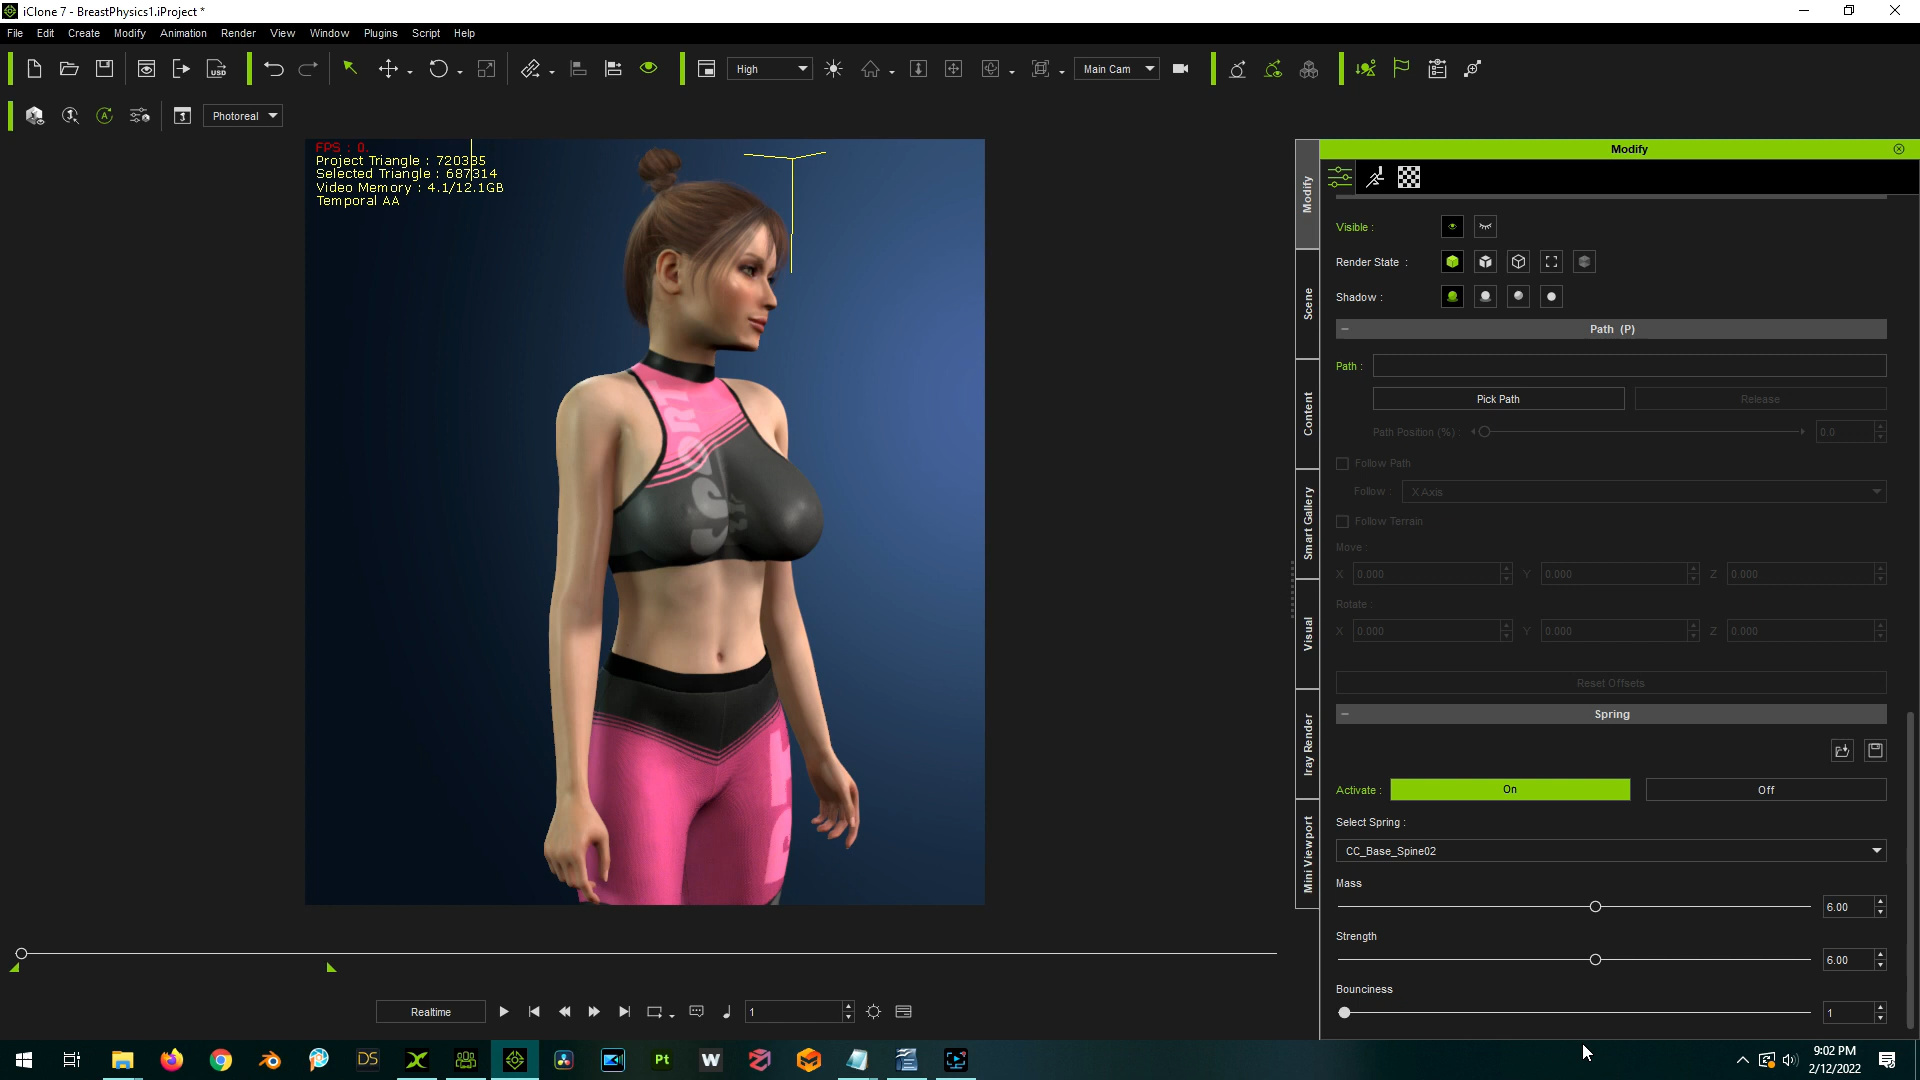 iClone 7 - BreastPhysics1.iProject *
File Edit Create Modify Animation Render View Window Plugins Script Help
USD High Main Cam
Photoreal
FPS : 0.
Project Triangle : 720335
Selected Triangle : 687314
Video Memory : 4.1/12.1GB
Temporal AA
SPORT
Modify
Scene
Content
Smart Gallery
Visual
Iray Render
Mini Viewport
Modify
Visible :
Render State :
Shadow :
Path (P)
Path :
Pick Path Release
Path Position (%) : 0.0
Follow Path
Follow : X Axis
Follow Terrain
Move :
X 0.000 Y 0.000 Z 0.000
Rotate :
X 0.000 Y 0.000 Z 0.000
Reset Offsets
Spring
Activate : On Off
Select Spring :
CC_Base_Spine02
Mass
6.00
Strength
6.00
Bounciness
1
Realtime 1
DS Pt W
9:02 PM
2/12/2022